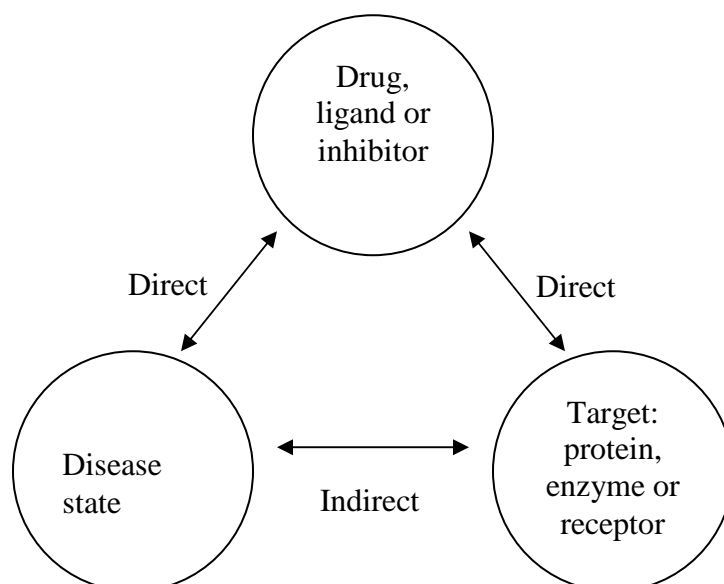 Drug,
ligand or
inhibitor
Direct
Direct
Disease
state
Indirect
Target:
protein,
enzyme or
receptor